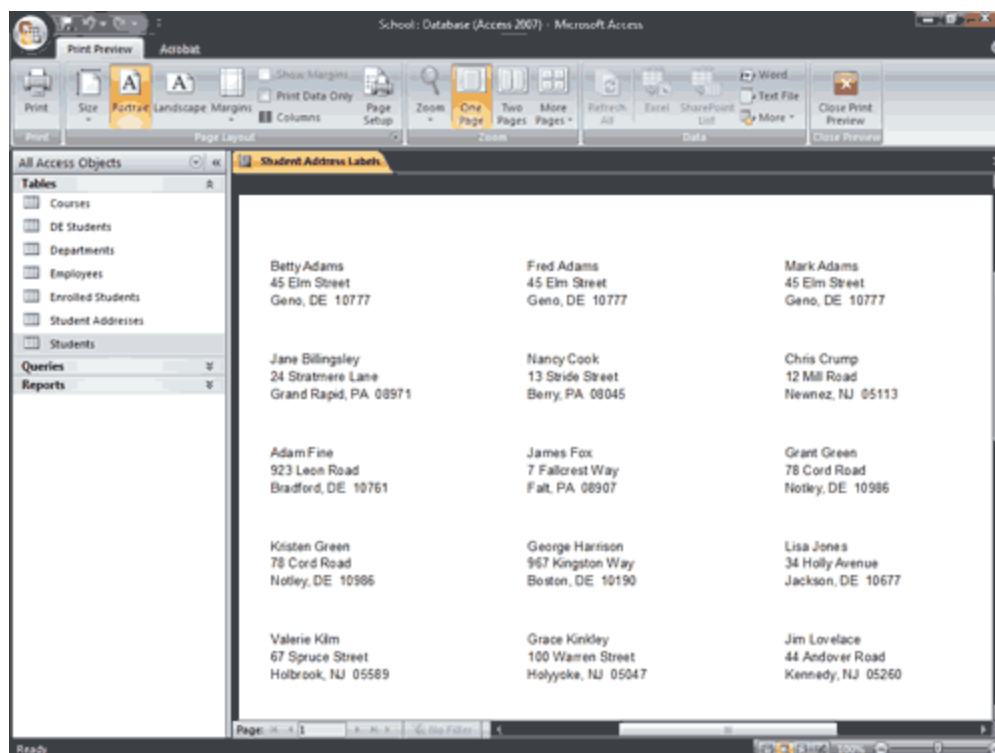 School : Database (Access 2007) - Microsoft Access
Print Preview Acrobat
Print
Size
Portrait
Landscape
Margins
Show Margins
Print Data Only
Columns
Page Setup
Zoom
One Page
Two Pages
More Pages
Refresh All
Excel
SharePoint List
Word
Text File
More
Close Print Preview
Print
Page Layout
Zoom
Data
Close Preview
All Access Objects
Tables
Courses
DE Students
Departments
Employees
Enrolled Students
Student Addresses
Students
Queries
Reports
Student Address Labels
Betty Adams
45 Elm Street
Geno, DE 10777
Fred Adams
45 Elm Street
Geno, DE 10777
Mark Adams
45 Elm Street
Geno, DE 10777
Jane Billingsley
24 Stratmere Lane
Grand Rapid, PA 08971
Nancy Cook
13 Stride Street
Berry, PA 08045
Chris Crump
12 Mill Road
Newnez, NJ 05113
Adam Fine
923 Leon Road
Bradford, DE 10761
James Fox
7 Fallcrest Way
Falt, PA 08907
Grant Green
78 Cord Road
Notley, DE 10986
Kristen Green
78 Cord Road
Notley, DE 10986
George Harrison
967 Kingston Way
Boston, DE 10190
Lisa Jones
34 Holly Avenue
Jackson, DE 10677
Valerie Kilm
67 Spruce Street
Holbrook, NJ 05589
Grace Kinkley
100 Warren Street
Holyyoke, NJ 05047
Jim Lovelace
44 Andover Road
Kennedy, NJ 05260
Page: 1 No Filter
Ready 100%